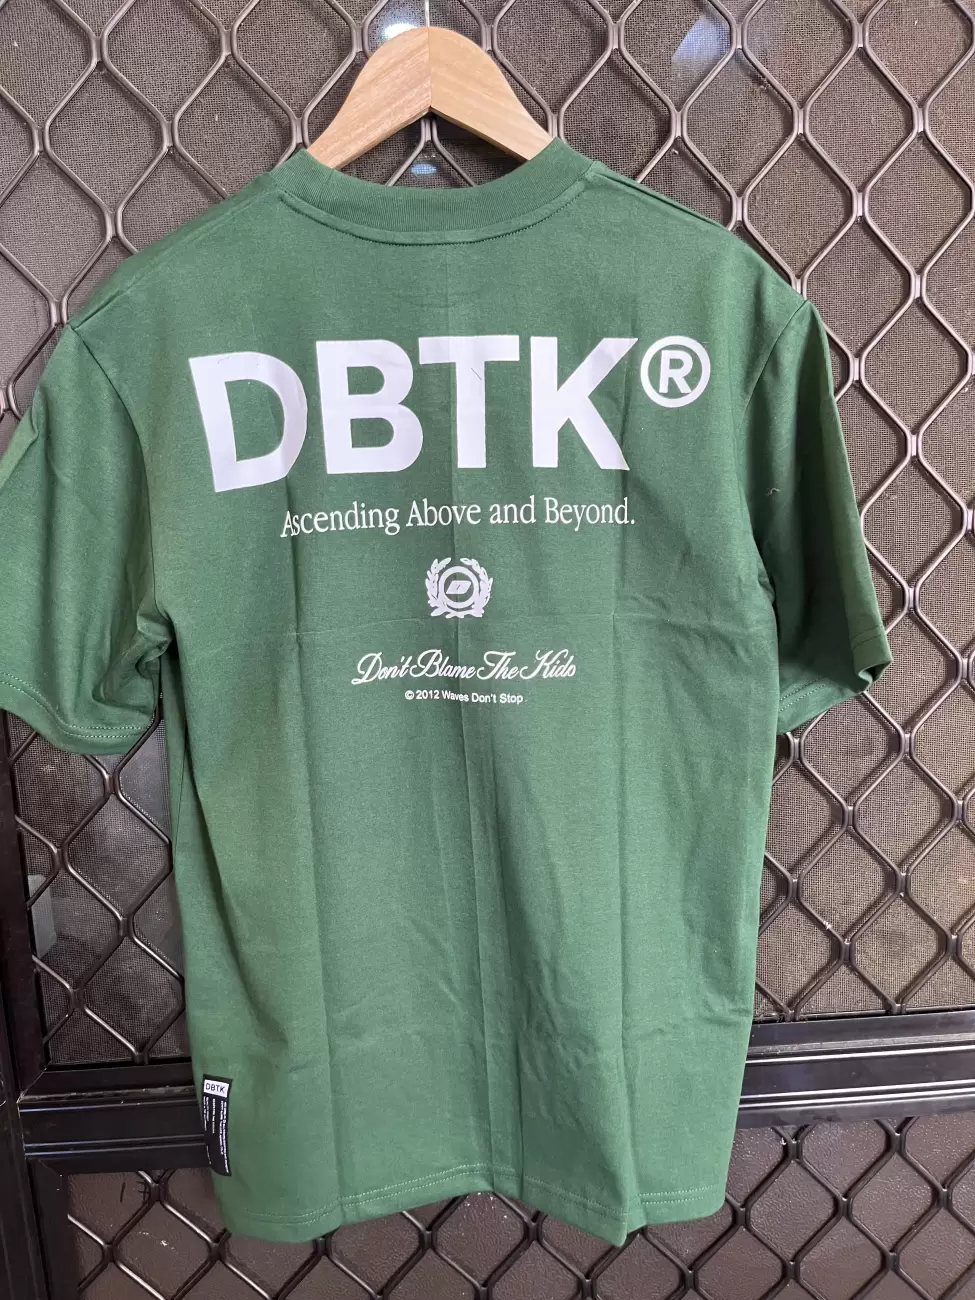 DBTK®
Ascending Above and Beyond.
Don't Blame The Kids
© 2012 Waves Don't Stop
DBTK